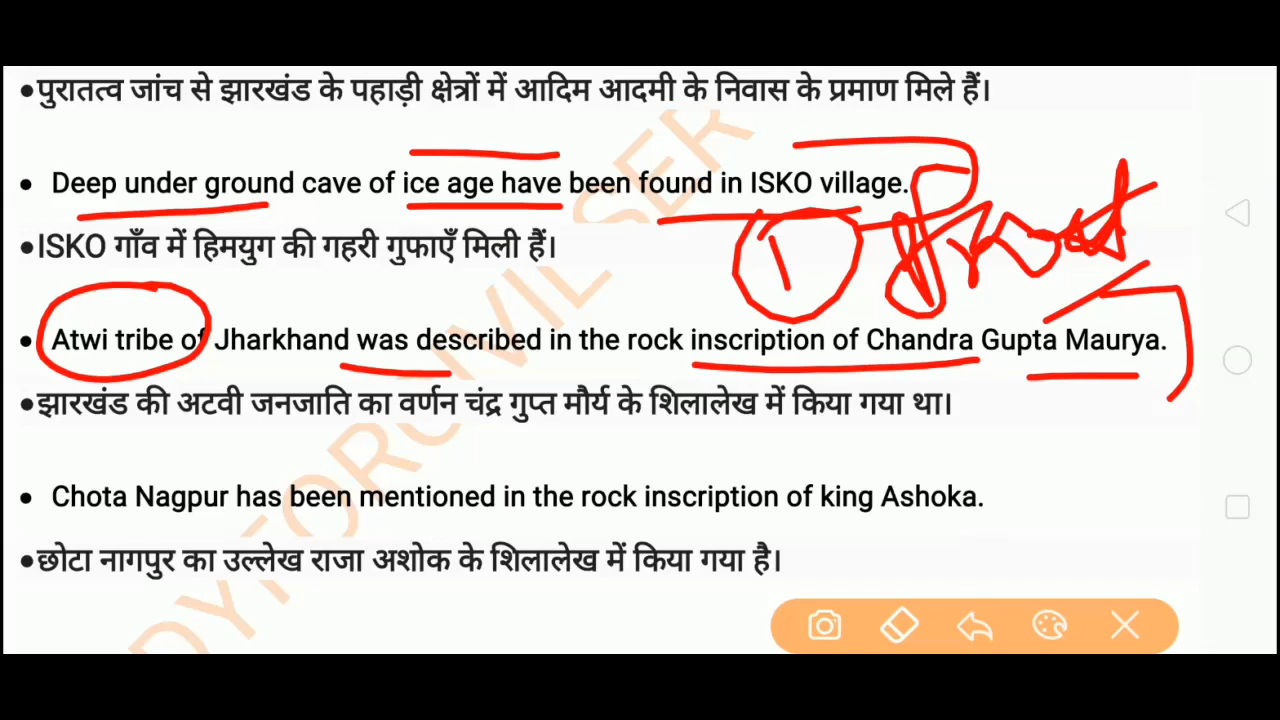 •पुरातत्व जांच से झारखंड के पहाड़ी क्षेत्रों में आदिम आदमी के निवास के प्रमाण मिले हैं।
• Deep under ground cave of ice age have been found in ISKO village.
•ISKO गाँव में हिमयुग की गहरी गुफाएँ मिली हैं।
1
• Atwi tribe of Jharkhand was described in the rock inscription of Chandra Gupta Maurya.
•झारखंड की अटवी जनजाति का वर्णन चंद्र गुप्त मौर्य के शिलालेख में किया गया था।
• Chota Nagpur has been mentioned in the rock inscription of king Ashoka.
•छोटा नागपुर का उल्लेख राजा अशोक के शिलालेख में किया गया है।